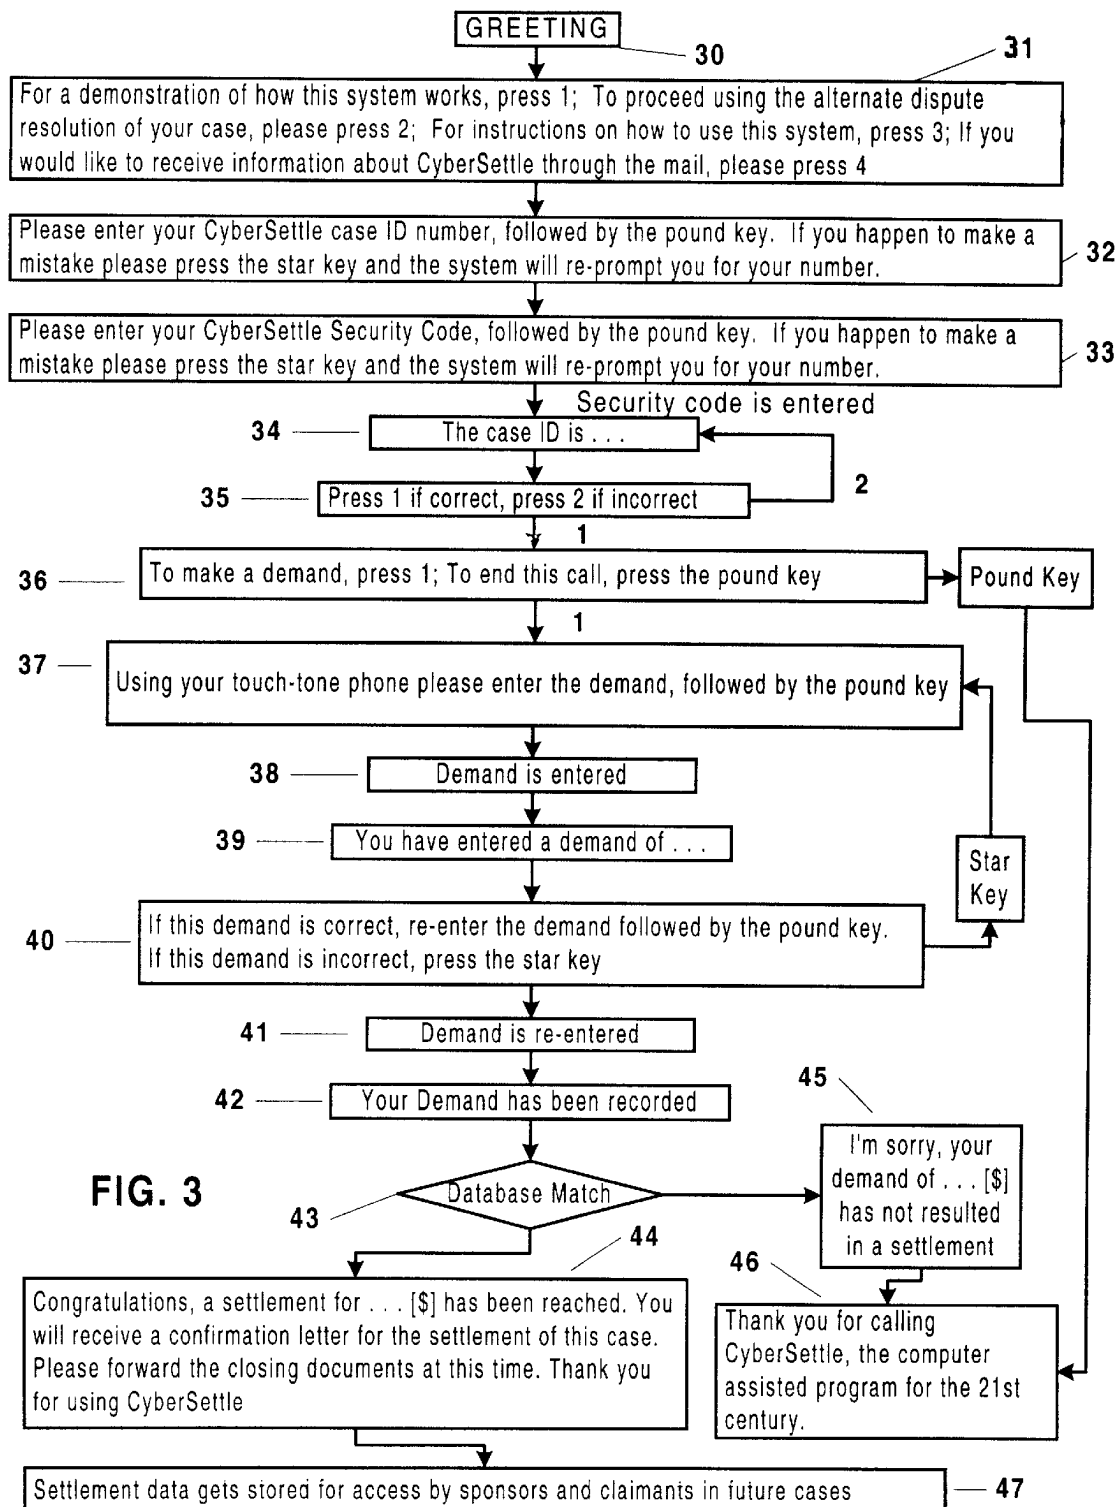 GREETING
30
31
For a demonstration of how this system works, press 1; To proceed using the alternate dispute
resolution of your case, please press 2; For instructions on how to use this system, press 3; If you
would like to receive information about CyberSettle through the mail, please press 4
Please enter your CyberSettle case ID number, followed by the pound key. If you happen to make a
mistake please press the star key and the system will re-prompt you for your number.
32
Please enter your CyberSettle Security Code, followed by the pound key. If you happen to make a
mistake please press the star key and the system will re-prompt you for your number.
33
Security code is entered
34
The case ID is . . .
35
Press 1 if correct, press 2 if incorrect
2
1
36
To make a demand, press 1; To end this call, press the pound key
Pound Key
1
37
Using your touch-tone phone please enter the demand, followed by the pound key
38
Demand is entered
39
You have entered a demand of . . .
Star
Key
40
If this demand is correct, re-enter the demand followed by the pound key.
If this demand is incorrect, press the star key
41
Demand is re-entered
42
Your Demand has been recorded
45
I'm sorry, your
demand of . . . [$]
has not resulted
in a settlement
FIG. 3
43
Database Match
44
46
Congratulations, a settlement for . . . [$] has been reached. You
will receive a confirmation letter for the settlement of this case.
Please forward the closing documents at this time. Thank you
for using CyberSettle
Thank you for calling
CyberSettle, the computer
assisted program for the 21st
century.
Settlement data gets stored for access by sponsors and claimants in future cases
47